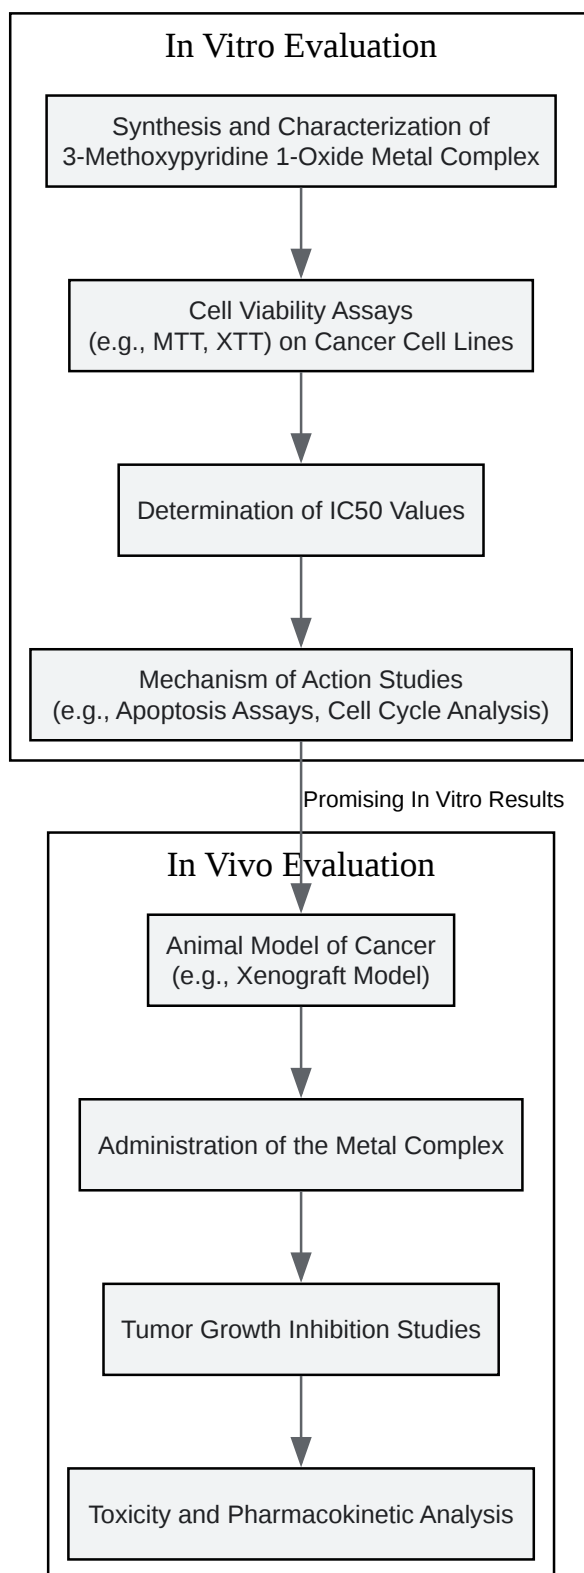 In Vitro Evaluation
Synthesis and Characterization of
3-Methoxypyridine 1-Oxide Metal Complex
Cell Viability Assays
(e.g., MTT, XTT) on Cancer Cell Lines
Determination of IC50 Values
Mechanism of Action Studies
(e.g., Apoptosis Assays, Cell Cycle Analysis)
Promising In Vitro Results
In Vivo Evaluation
Animal Model of Cancer
(e.g., Xenograft Model)
Administration of the Metal Complex
Tumor Growth Inhibition Studies
Toxicity and Pharmacokinetic Analysis